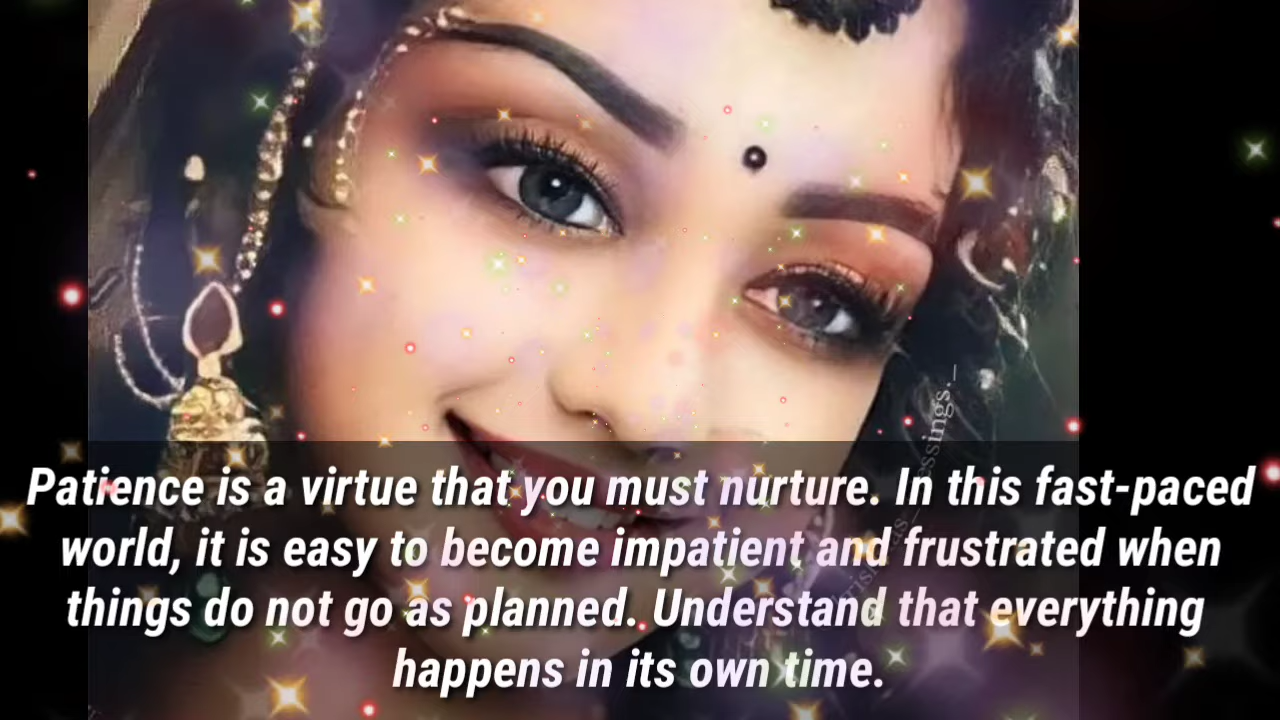 Patience is a virtue that you must nurture. In this fast-paced
world, it is easy to become impatient and frustrated when
things do not go as planned. Understand that everything
happens in its own time.